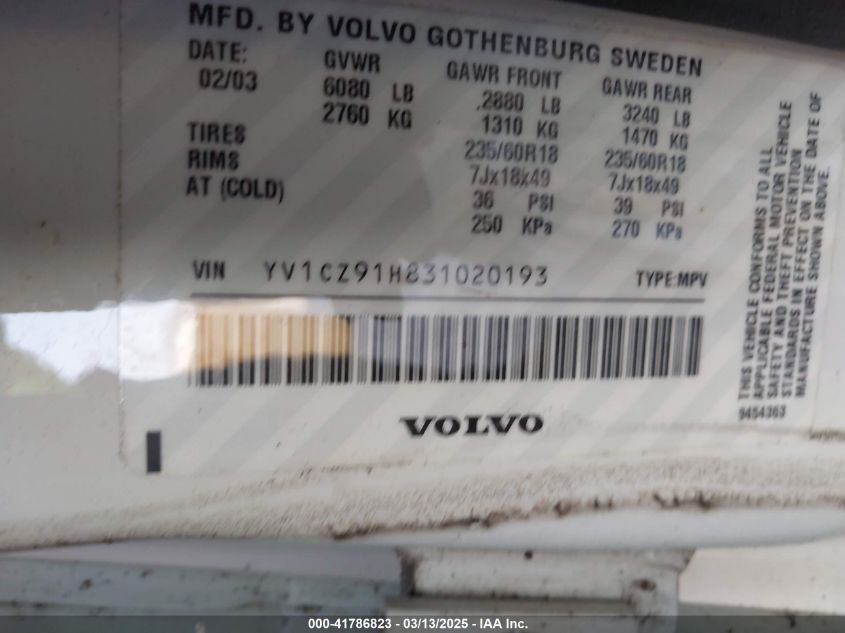 MFD. BY VOLVO GOTHENBURG SWEDEN
DATE: GVWR GAWR FRONT GAWR REAR
02/03 6080 LB .2880 LB 3240 LB
2760 KG 1310 KG 1470 KG
TIRES 235/60R18 235/60R18
RIMS 7Jx18x49 7Jx18x49
AT (COLD) 36 PSI 39 PSI
250 KPa 270 KPa
VIN YV1CZ91H831020193 TYPE:MPV
VOLVO
THIS VEHICLE CONFORMS TO ALL
APPLICABLE FEDERAL MOTOR VEHICLE
SAFETY AND THEFT PREVENTION
STANDARDS IN EFFECT ON THE DATE OF
MANUFACTURE SHOWN ABOVE.
9454363
000-41786823 - 03/13/2025 - IAA Inc.